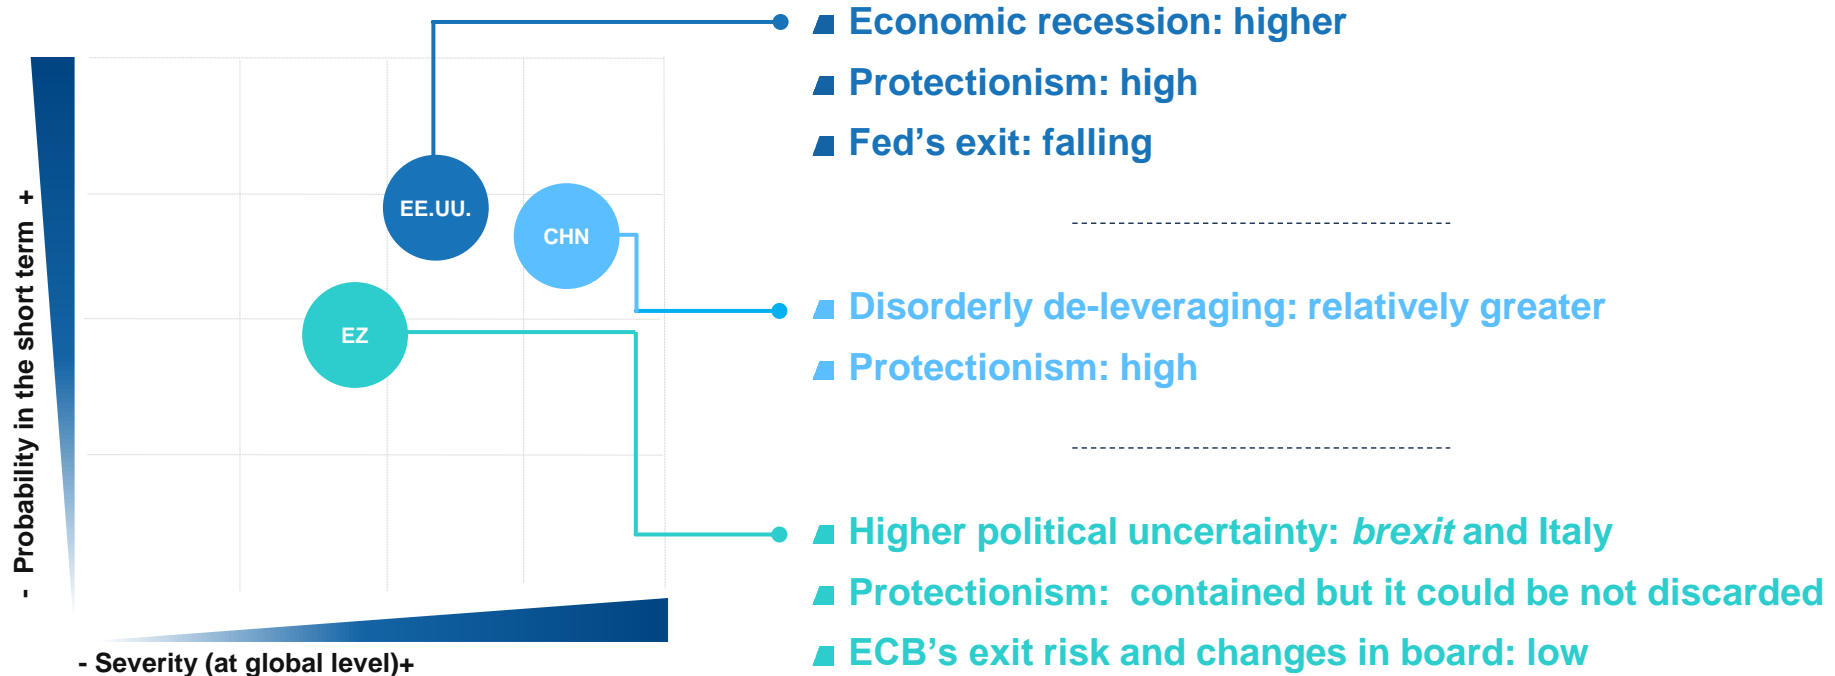 Economic recession: higher
Protectionism: high
Fed’s exit: falling
EE.UU.
CHN
EZ
Disorderly de-leveraging: relatively greater
Protectionism: high
Higher political uncertainty: brexit and Italy
Protectionism: contained but it could be not discarded
ECB’s exit risk and changes in board: low
- Probability in the short term +
- Severity (at global level)+